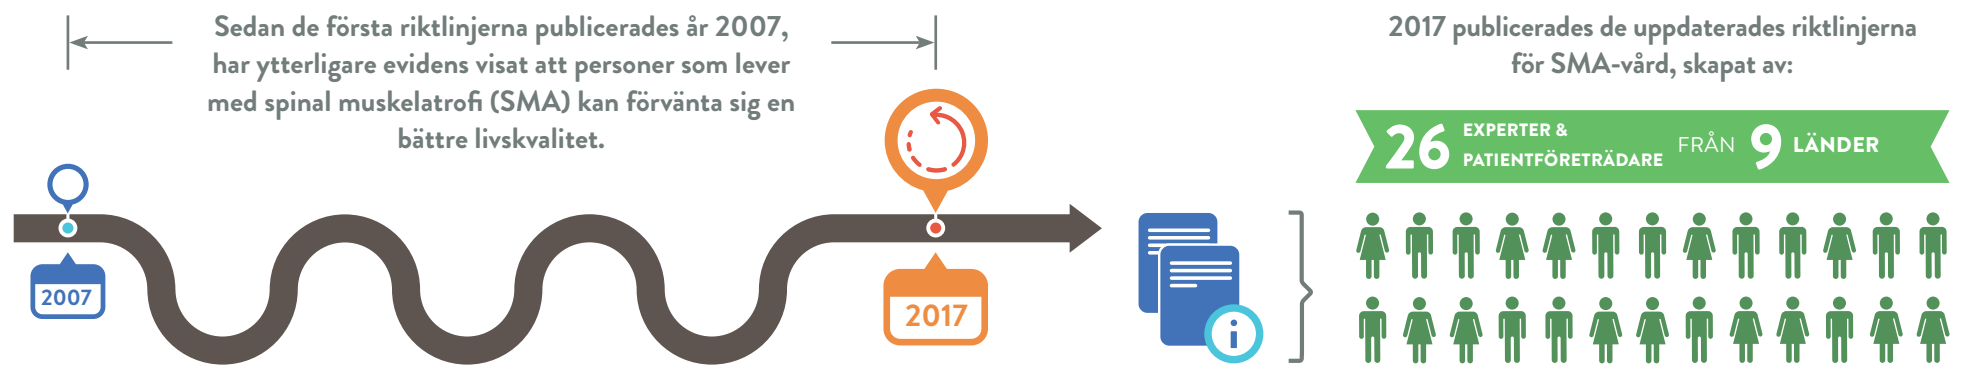 Sedan de första riktlinjerna publicerades år 2007,
har ytterligare evidens visat att personer som lever
med spinal muskelatrofi (SMA) kan förvänta sig en
bättre livskvalitet.
2007
2017
2017 publicerades de uppdaterades riktlinjerna
för SMA-vård, skapat av:
26 EXPERTER &
PATIENTFÖRETRÄDARE FRÅN 9 LÄNDER
i